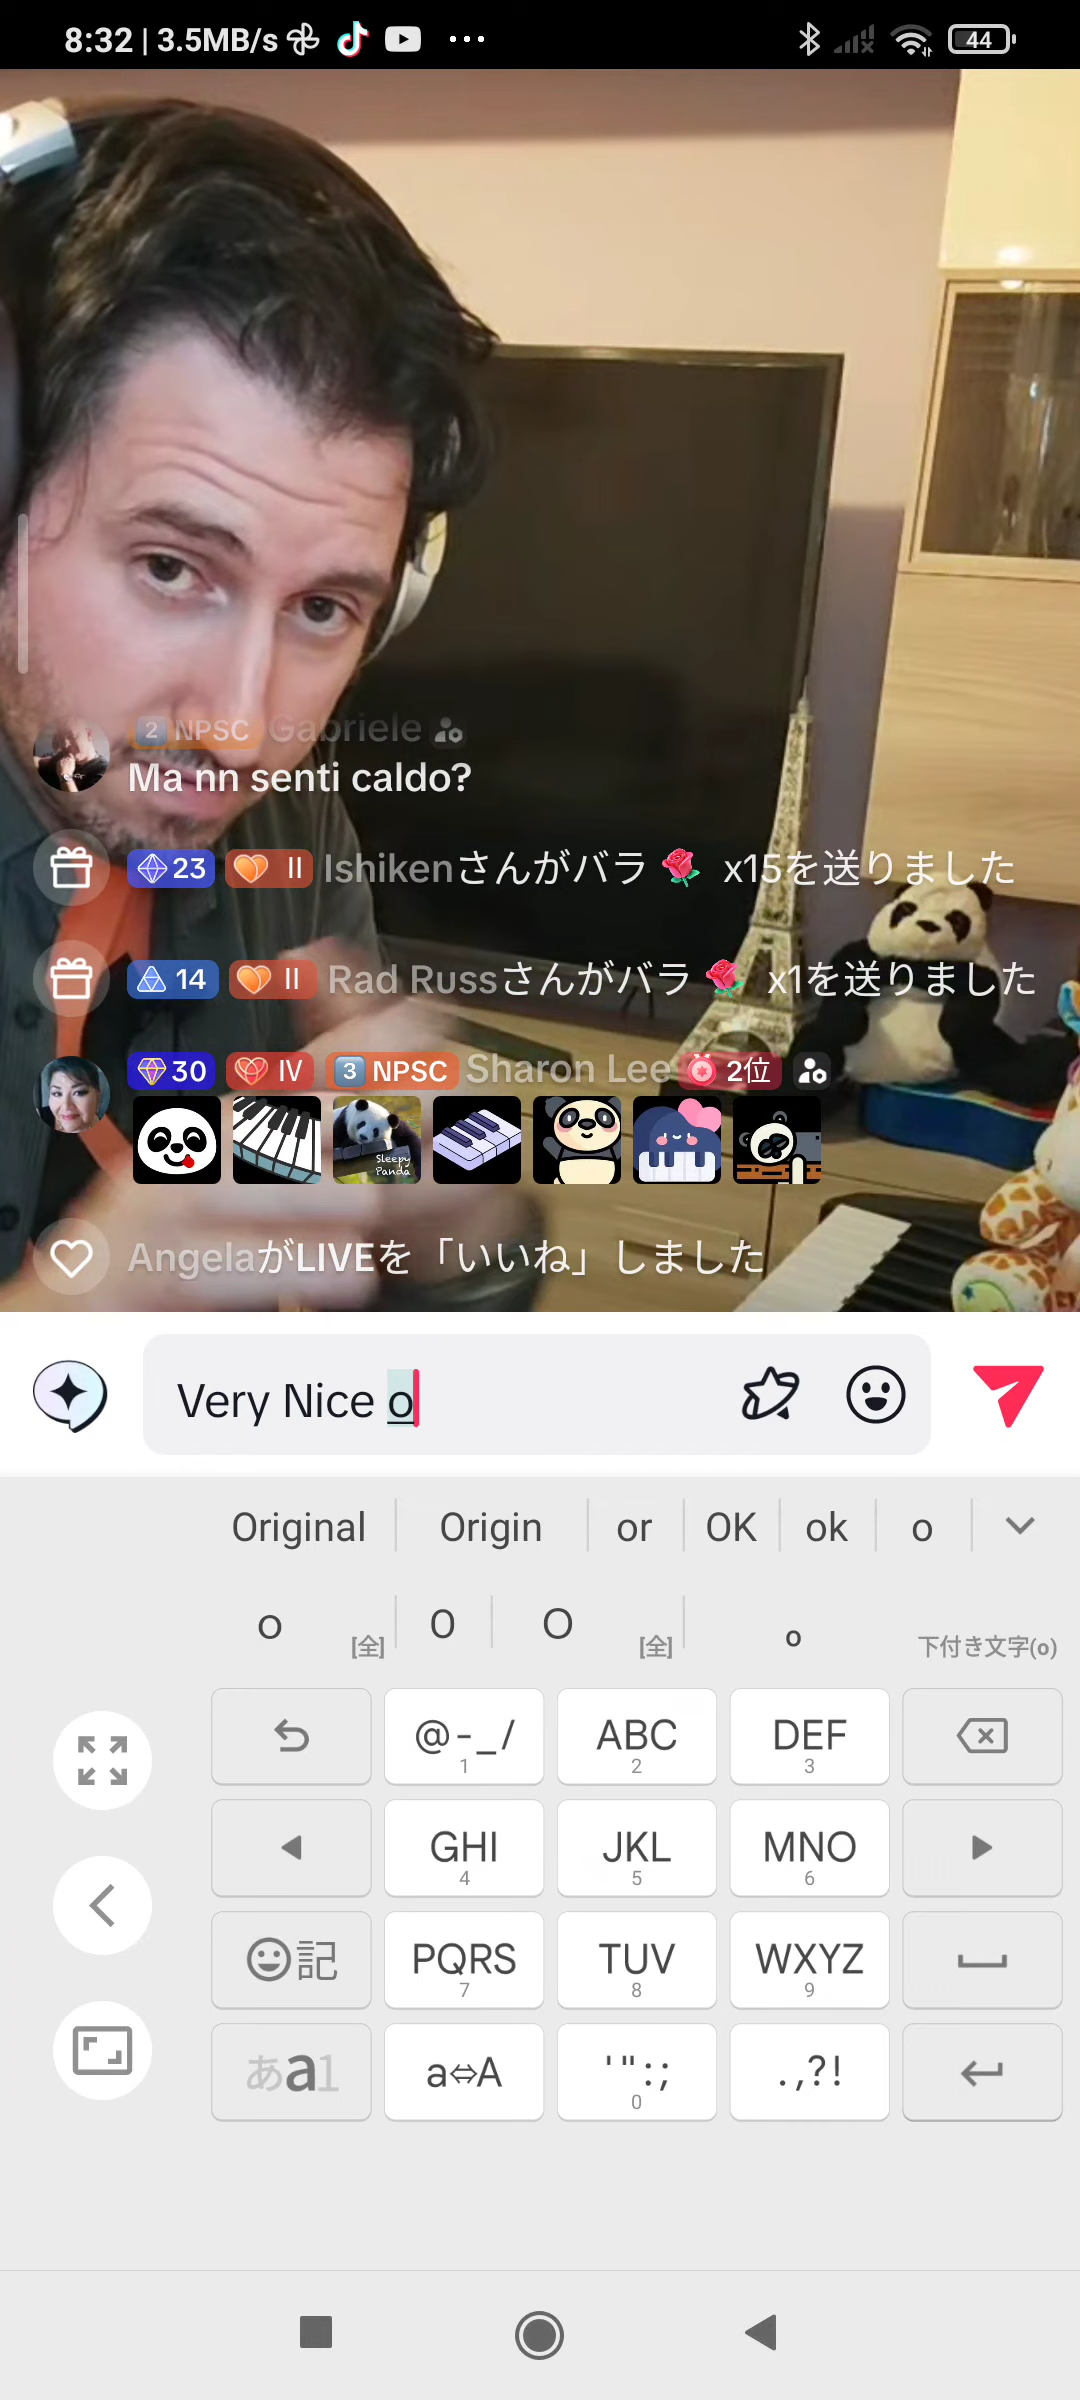 8:32 | 3.5MB/s ... 44
2 NPSC Gabriele
Ma nn senti caldo?
23 II Ishikenさんがバラ 🌹 x15を送りました
14 II Rad Russさんがバラ 🌹 x1を送りました
30 IV 3 NPSC Sharon Lee 2位
Sleepy
Panda
AngelaがLIVEを「いいね」しました
Very Nice o
Original Origin or OK ok o
o [全] O O [全] ₒ 下付き文字(o)
@-_/ 1 ABC 2 DEF 3
GHI 4 JKL 5 MNO 6
記 PQRS 7 TUV 8 WXYZ 9
あa1 a⇔A '":; 0 .,?!